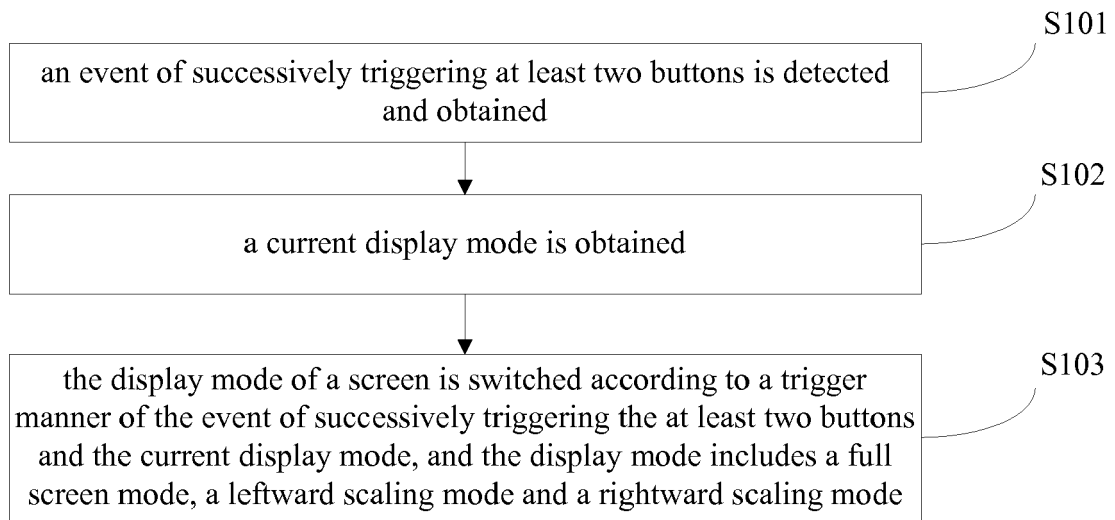 S101
an event of successively triggering at least two buttons is detected
and obtained
S102
a current display mode is obtained
S103
the display mode of a screen is switched according to a trigger
manner of the event of successively triggering the at least two buttons
and the current display mode, and the display mode includes a full
screen mode, a leftward scaling mode and a rightward scaling mode